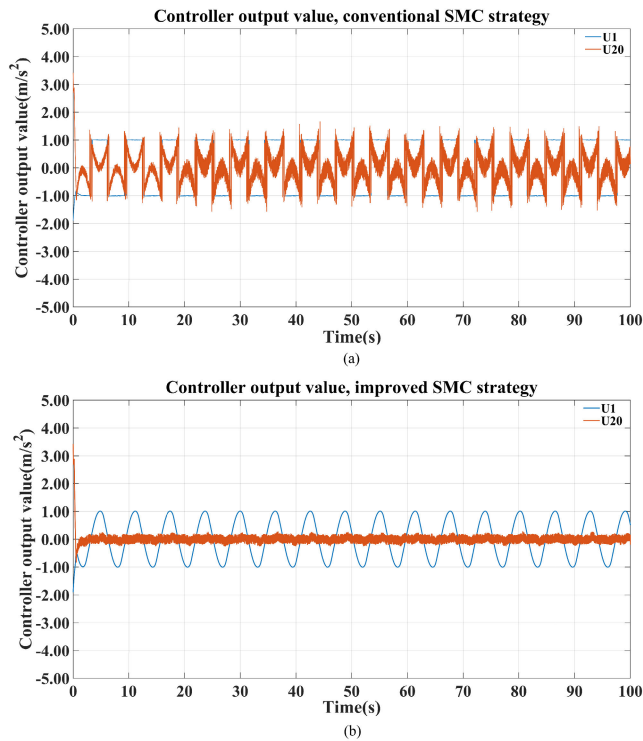 Controller output value, conventional SMC strategy
5.00
4.00
3.00
2.00
1.00
0.00
-1.00
-2.00
-3.00
-4.00
-5.00
Controller output value(m/s²)
U1
U20
0 10 20 30 40 50 60 70 80 90 100
Time(s)
(a)
Controller output value, improved SMC strategy
5.00
4.00
3.00
2.00
1.00
0.00
-1.00
-2.00
-3.00
-4.00
-5.00
Controller output value(m/s²)
U1
U20
0 10 20 30 40 50 60 70 80 90 100
Time(s)
(b)